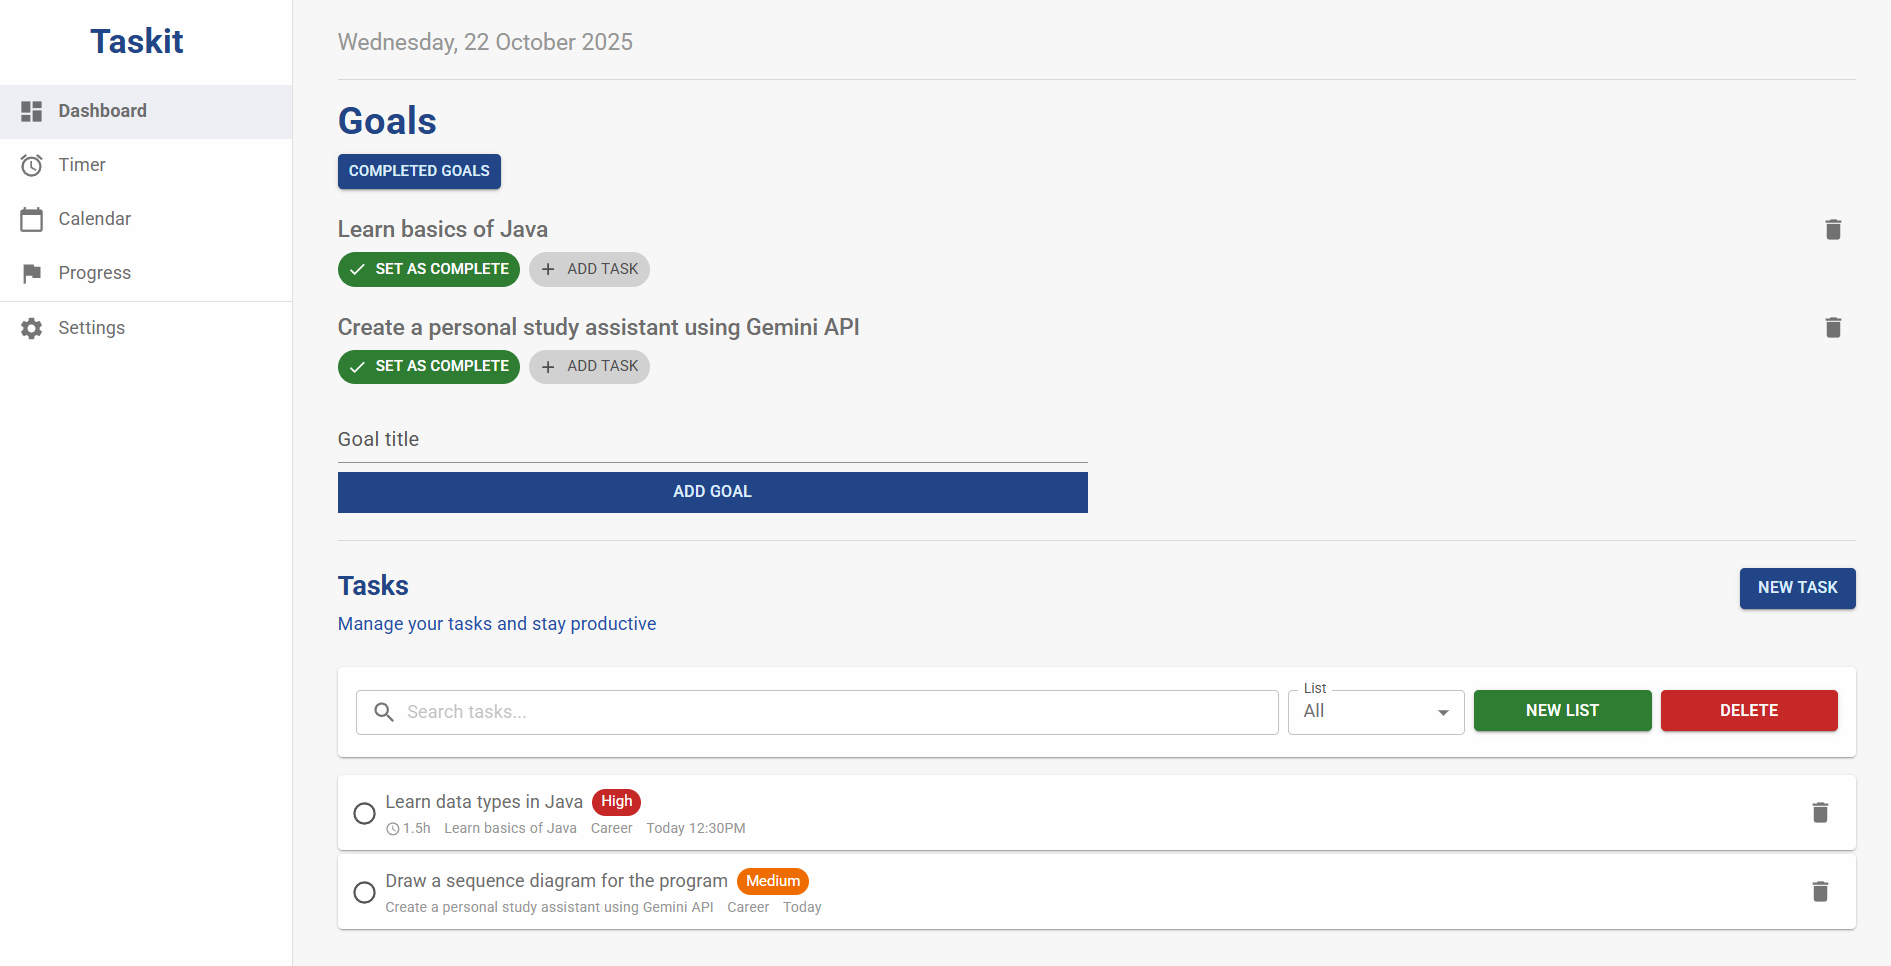 Taskit
Dashboard
Timer
Calendar
Progress
Settings
Wednesday, 22 October 2025
Goals
COMPLETED GOALS
Learn basics of Java
SET AS COMPLETE ADD TASK
Create a personal study assistant using Gemini API
SET AS COMPLETE ADD TASK
Goal title
ADD GOAL
Tasks
NEW TASK
Manage your tasks and stay productive
Search tasks...
List
All
NEW LIST
DELETE
Learn data types in Java High
1.5h Learn basics of Java Career Today 12:30PM
Draw a sequence diagram for the program Medium
Create a personal study assistant using Gemini API Career Today